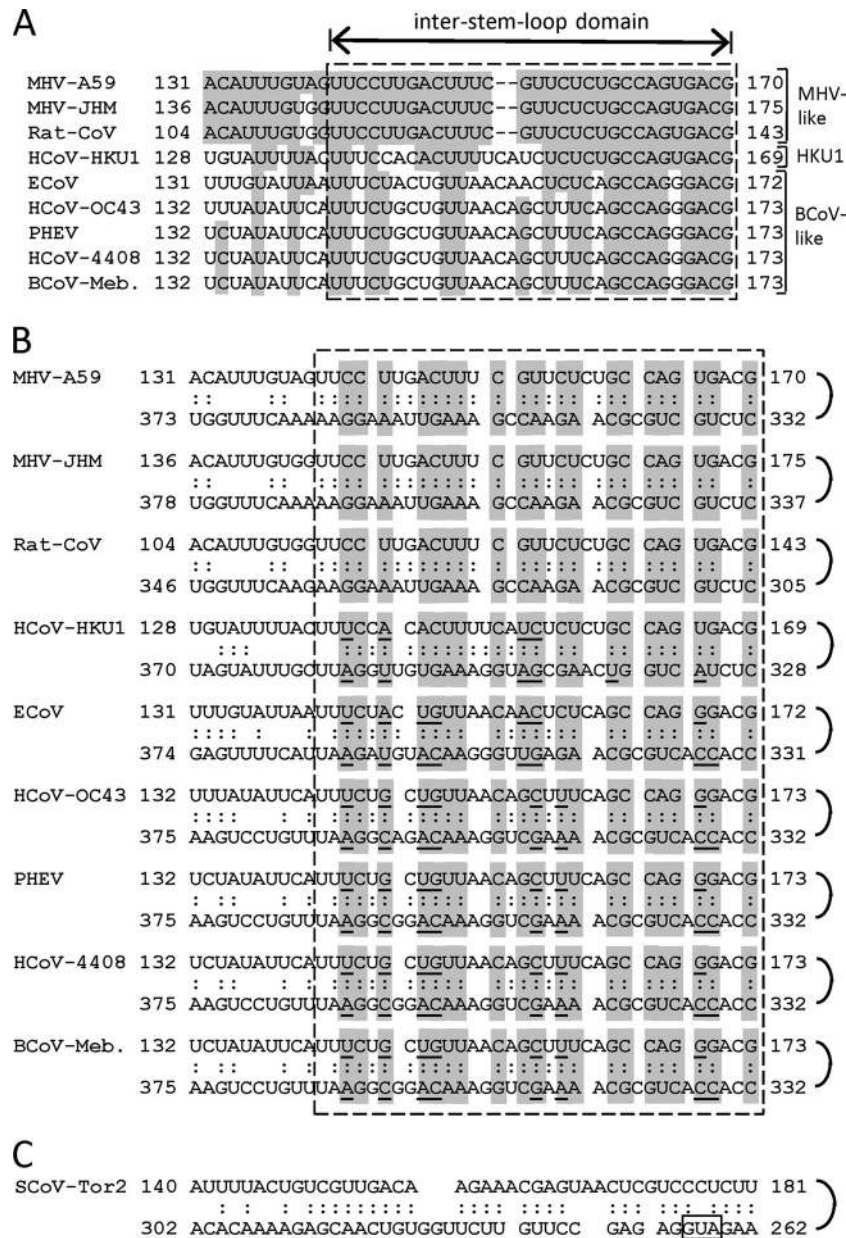 A
inter-stem-loop domain
MHV-A59 131 ACAUUUGUAGUUCCUUGACUUUC--GUUCUCUGCCAGUGACG 170
MHV-JHM 136 ACAUUUGUGGUUCCUUGACUUUC--GUUCUCUGCCAGUGACG 175
Rat-CoV 104 ACAUUUGUGGUUCCUUGACUUUC--GUUCUCUGCCAGUGACG 143
HCoV-HKU1 128 UGUAUUUUAGUUUCCACACUUUUCAUCUCUCUGCCAGUGACG 169
ECoV 131 UUUGUAUUAAUUUCUACUGUUAACAACUCUCAGCCAGGGACG 172
HCoV-OC43 132 UUUAUAUUCAUUUCUGCUGUUAACAGCUUUCAGCCAGGGACG 173
PHEV 132 UCUAUAUUCAUUUCUGCUGUUAACAGCUUUCAGCCAGGGACG 173
HCoV-4408 132 UCUAUAUUCAUUUCUGCUGUUAACAGCUUUCAGCCAGGGACG 173
BCoV-Meb. 132 UCUAUAUUCAUUUCUGCUGUUAACAGCUUUCAGCCAGGGACG 173
MHV-like
HKU1
BCoV-like
B
MHV-A59 131 ACAUUUGUAGUUCC UUGACUUU C GUUCUCUGC CAG UGACG 170
:: :: : :::: :::::: : :::: :: ::: :: :
373 UGGUUUCAAAAAGGAAAUUGAAA GCCAAGA ACGCGUC GUCUC 332
MHV-JHM 136 ACAUUUGUGGUUCC UUGACUUU C GUUCUCUGC CAG UGACG 175
:: :: : :::: :::::: : :::: :: ::: :: :
378 UGGUUUCAAAAAGGAAAUUGAAA GCCAAGA ACGCGUC GUCUC 337
Rat-CoV 104 ACAUUUGUGGUUCC UUGACUUU C GUUCUCUGC CAG UGACG 143
:: :: : :::: :::::: : :::: :: ::: :: :
346 UGGUUUCAAGAAGGAAAUUGAAA GCCAAGA ACGCGUC GUCUC 305
HCoV-HKU1 128 UGUAUUUUACUUUCCA CACUUUUCAUCUCUCUGC CAG UGACG 169
370 UAGUAUUUGCUUAGGUUGUGAAAGGUAGCGAACUG GUC AUCUC 328
ECoV 131 UUUGUAUUAAUUUCUAC UGUUAACAACUCUCAGC CAG GGACG 172
374 GAGUUUUCAUUAAGAUGUACAAGGGUUGAGA ACGCGUCACCACC 331
HCoV-OC43 132 UUUAUAUUCAUUUCUG CUGUUAACAGCUUUCAGC CAG GGACG 173
375 AAGUCCUGUUUAAGGCAGACAAAGGUCGAAA ACGCGUCACCACC 332
PHEV 132 UCUAUAUUCAUUUCUG CUGUUAACAGCUUUCAGC CAG GGACG 173
375 AAGUCCUGUUUAAGGCGGACAAAGGUCGAAA ACGCGUCACCACC 332
HCoV-4408 132 UCUAUAUUCAUUUCUG CUGUUAACAGCUUUCAGC CAG GGACG 173
375 AAGUCCUGUUUAAGGCGGACAAAGGUCGAAA ACGCGUCACCACC 332
BCoV-Meb. 132 UCUAUAUUCAUUUCUG CUGUUAACAGCUUUCAGC CAG GGACG 173
375 AAGUCCUGUUUAAGGCGGACAAAGGUCGAAA ACGCGUCACCACC 332
C
SCoV-Tor2 140 AUUUUACUGUCGUUGACA AGAAACGAGUAACUCGUCCCUCUU 181
302 ACACAAAAGAGCAACUGUGGUUCUU GUUCC GAG AGGUAGAA 262